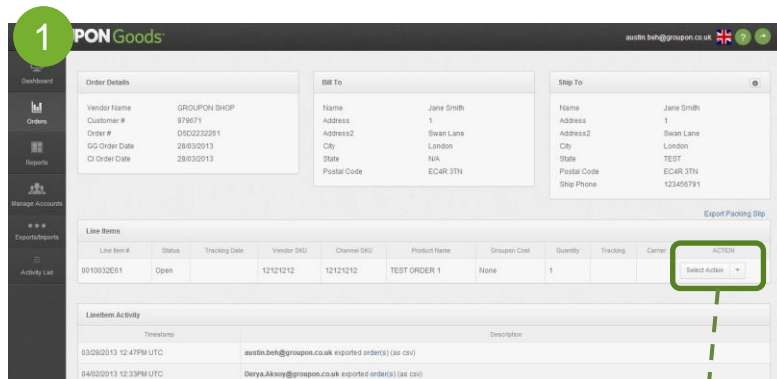 1
PON Goods
austin.beh@groupon.co.uk ?
Dashboard
Orders
Reports
Manage Accounts
Exports/Imports
Activity List
Order Details
Vendor Name GROUPON SHOP
Customer # 979671
Order # D5D2232261
GG Order Date 28/03/2013
CI Order Date 28/03/2013
Bill To
Name Jane Smith
Address 1
Address2 Swan Lane
City London
State N/A
Postal Code EC4R 3TN
Ship To
Name Jane Smith
Address 1
Address2 Swan Lane
City London
State TEST
Postal Code EC4R 3TN
Ship Phone 123456791
Export Packing Slip
Line Items
Line Item # Status Tracking Date Vendor SKU Channel SKU Product Name Groupon Cost Quantity Tracking Carrier ACTION
0010032E61 Open 12121212 12121212 TEST ORDER 1 None 1 Select Action
LineItem Activity
Timestamp Description
03/28/2013 12:47PM UTC austin.beh@groupon.co.uk exported order(s) (as csv)
04/02/2013 12:33PM UTC Derya.Aksoy@groupon.co.uk exported order(s) (as csv)